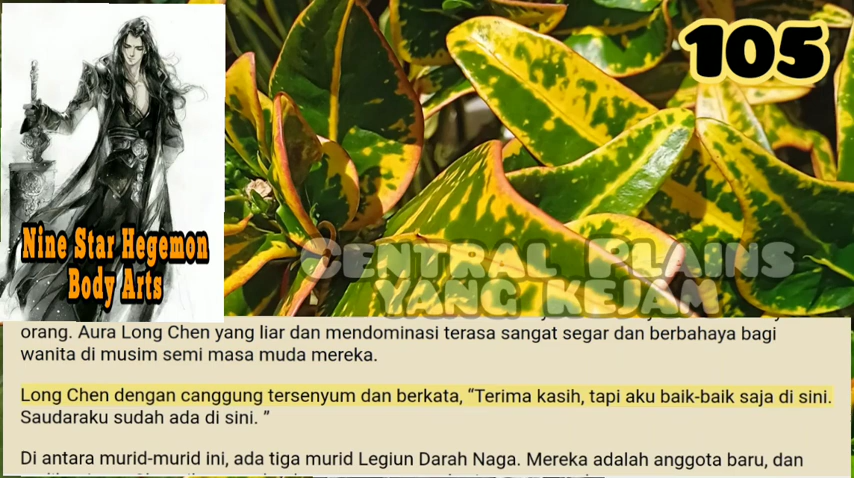 105
Nine Star Hegemon
Body Arts
CENTRAL PLAINS
YANG KEJAM
orang. Aura Long Chen yang liar dan mendominasi terasa sangat segar dan berbahaya bagi
wanita di musim semi masa muda mereka.
Long Chen dengan canggung tersenyum dan berkata, “Terima kasih, tapi aku baik-baik saja di sini.
Saudaraku sudah ada di sini. ”
Di antara murid-murid ini, ada tiga murid Legiun Darah Naga. Mereka adalah anggota baru, dan